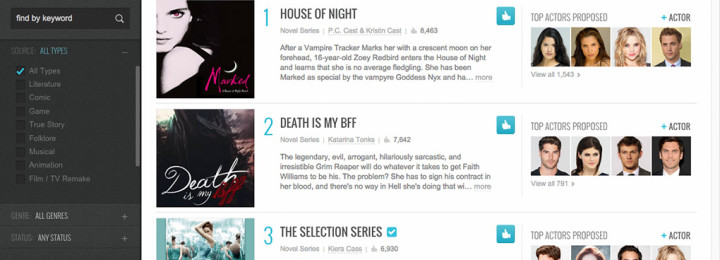 find by keyword
SOURCE: ALL TYPES
All Types
Literature
Comic
Game
True Story
Folklore
Musical
Animation
Film / TV Remake
GENRE: ALL GENRES
STATUS: ANY STATUS
Marked
A House of Night Novel
1 HOUSE OF NIGHT
Novel Series | P.C. Cast & Kristin Cast | 8,463
After a Vampire Tracker Marks her with a crescent moon on her
forehead, 16-year-old Zoey Redbird enters the House of Night
and learns that she is no average fledgling. She has been
Marked as special by the vampyre Goddess Nyx and ha... more
TOP ACTORS PROPOSED + ACTOR
View all 1,543 >
Death
is my
BFF
2 DEATH IS MY BFF
Novel Series | Katarina Tonks | 7,642
The legendary, evil, arrogant, hilariously sarcastic, and
irresistible Grim Reaper will do whatever it takes to get Faith
Williams to be his. The problem? She has to sign his contract in
her blood, and there's no way in Hell she's doing that wi... more
TOP ACTORS PROPOSED + ACTOR
View all 791 >
3 THE SELECTION SERIES
Novel Series | Kiera Cass | 6,930
TOP ACTORS PROPOSED + ACTOR